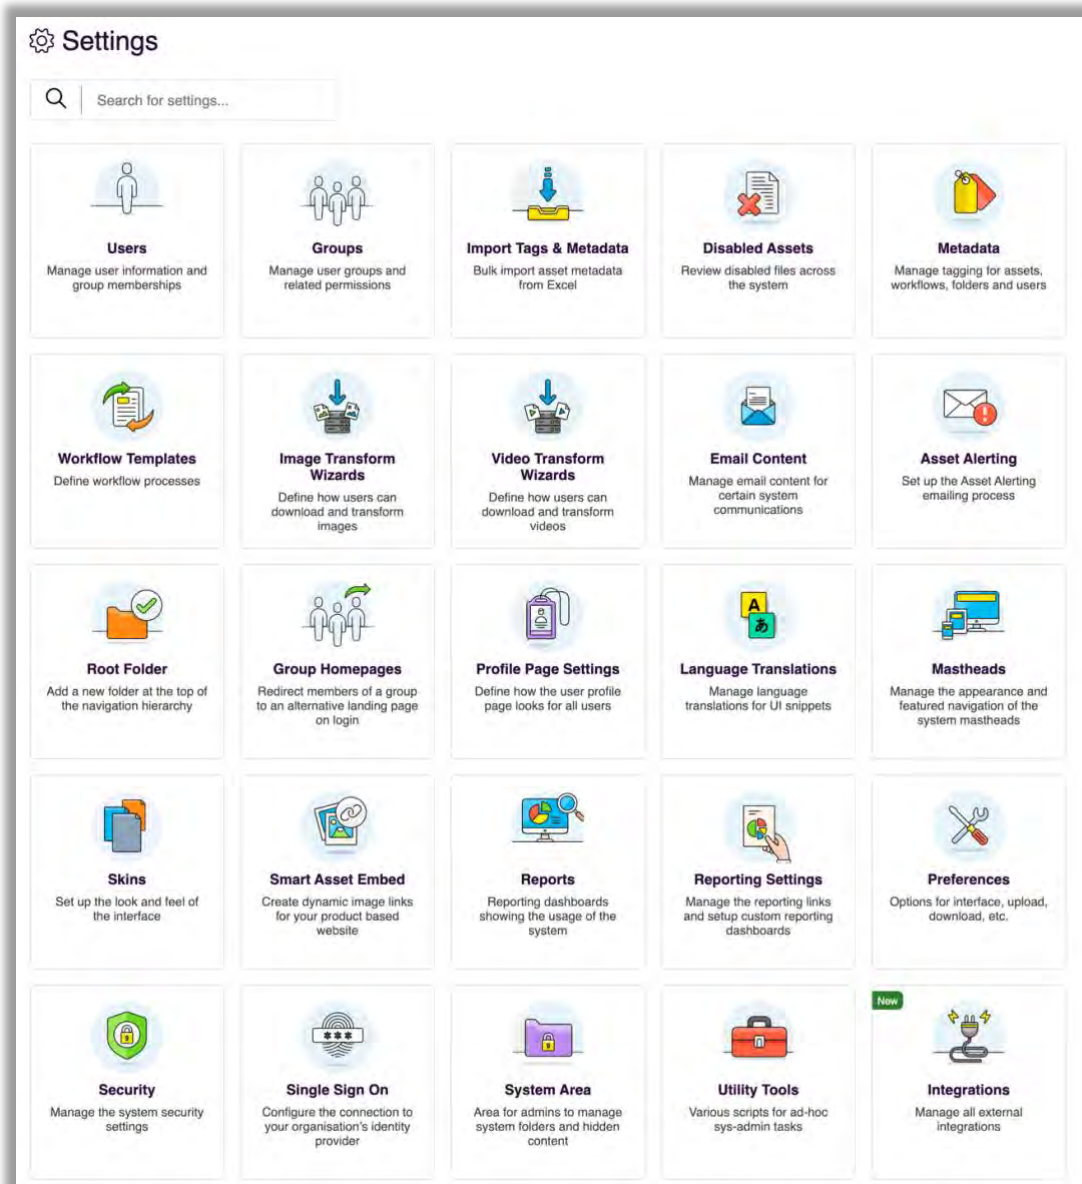 Settings
Search for settings...
Users
Manage user information and
group memberships
Groups
Manage user groups and
related permissions
Import Tags & Metadata
Bulk import asset metadata
from Excel
Disabled Assets
Review disabled files across
the system
Metadata
Manage tagging for assets,
workflows, folders and users
Workflow Templates
Define workflow processes
Image Transform
Wizards
Define how users can
download and transform
images
Video Transform
Wizards
Define how users can
download and transform
videos
Email Content
Manage email content for
certain system
communications
Asset Alerting
Set up the Asset Alerting
emailing process
Root Folder
Add a new folder at the top of
the navigation hierarchy
Group Homepages
Redirect members of a group
to an alternative landing page
on login
Profile Page Settings
Define how the user profile
page looks for all users
A
あ
Language Translations
Manage language
translations for UI snippets
Mastheads
Manage the appearance and
featured navigation of the
system mastheads
Skins
Set up the look and feel of
the interface
Smart Asset Embed
Create dynamic image links
for your product based
website
Reports
Reporting dashboards
showing the usage of the
system
Reporting Settings
Manage the reporting links
and setup custom reporting
dashboards
Preferences
Options for interface, upload,
download, etc.
Security
Manage the system security
settings
***
Single Sign On
Configure the connection to
your organisation's identity
provider
System Area
Area for admins to manage
system folders and hidden
content
Utility Tools
Various scripts for ad-hoc
sys-admin tasks
New
Integrations
Manage all external
integrations